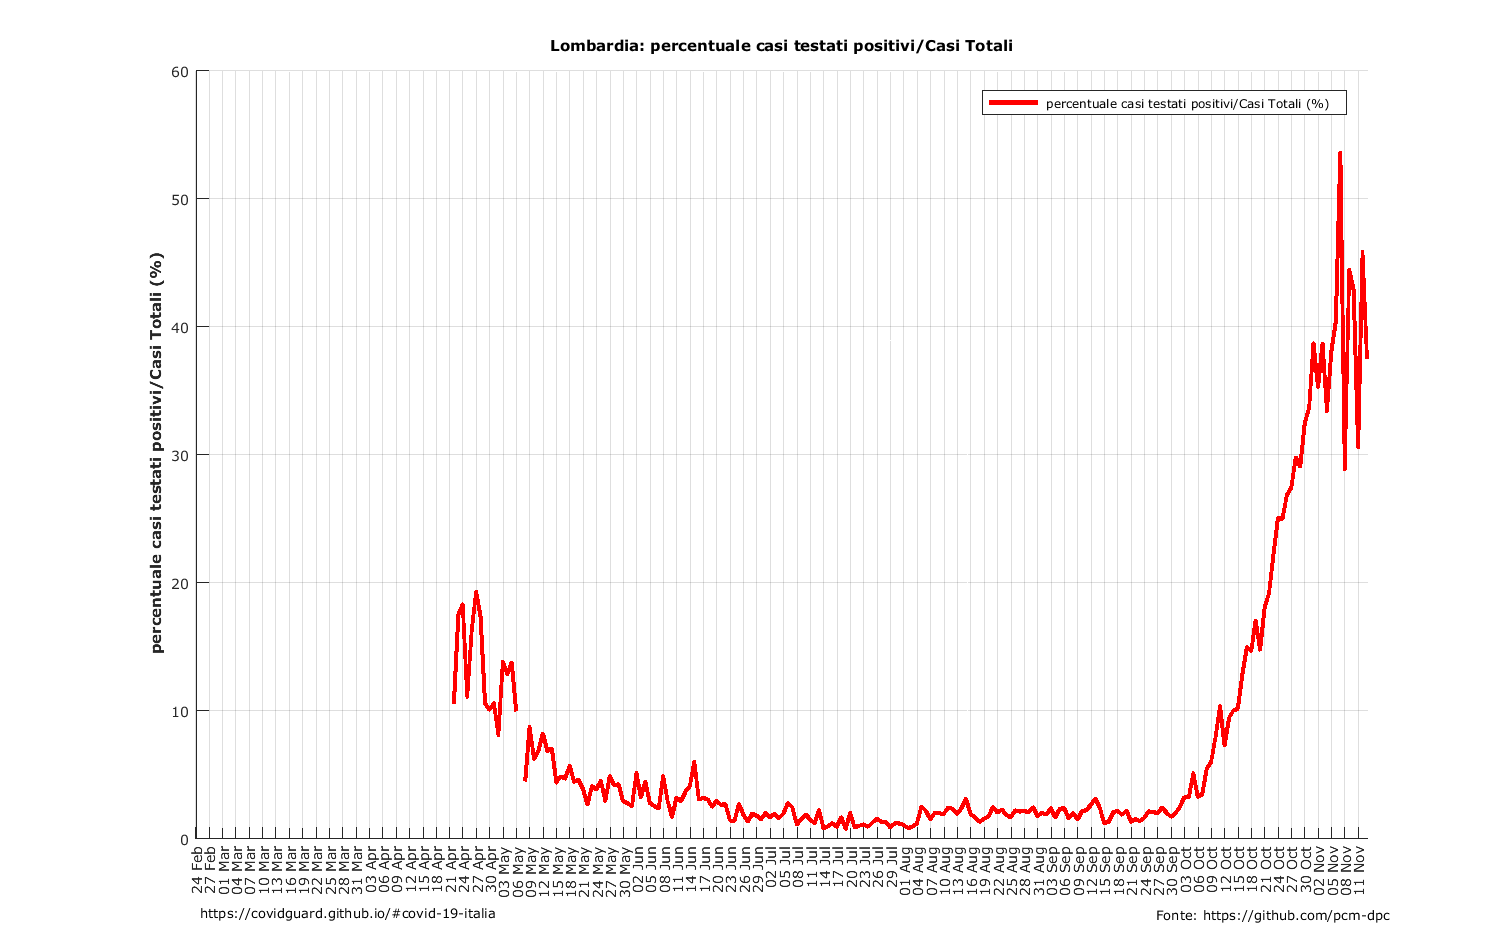 Lombardia: percentuale casi testati positivi/Casi Totali
percentuale casi testati positivi/Casi Totali (%)
percentuale casi testati positivi/Casi Totali (%)
60
50
40
30
20
10
0
24 Feb
27 Feb
01 Mar
04 Mar
07 Mar
10 Mar
13 Mar
16 Mar
19 Mar
22 Mar
25 Mar
28 Mar
31 Mar
03 Apr
06 Apr
09 Apr
12 Apr
15 Apr
18 Apr
21 Apr
24 Apr
27 Apr
30 Apr
03 May
06 May
09 May
12 May
15 May
18 May
21 May
24 May
27 May
30 May
02 Jun
05 Jun
08 Jun
11 Jun
14 Jun
17 Jun
20 Jun
23 Jun
26 Jun
29 Jun
02 Jul
05 Jul
08 Jul
11 Jul
14 Jul
17 Jul
20 Jul
23 Jul
26 Jul
29 Jul
01 Aug
04 Aug
07 Aug
10 Aug
13 Aug
16 Aug
19 Aug
22 Aug
25 Aug
28 Aug
31 Aug
03 Sep
06 Sep
09 Sep
12 Sep
15 Sep
18 Sep
21 Sep
24 Sep
27 Sep
30 Sep
03 Oct
06 Oct
09 Oct
12 Oct
15 Oct
18 Oct
21 Oct
24 Oct
27 Oct
30 Oct
02 Nov
05 Nov
08 Nov
11 Nov
https://covidguard.github.io/#covid-19-italia
Fonte: https://github.com/pcm-dpc